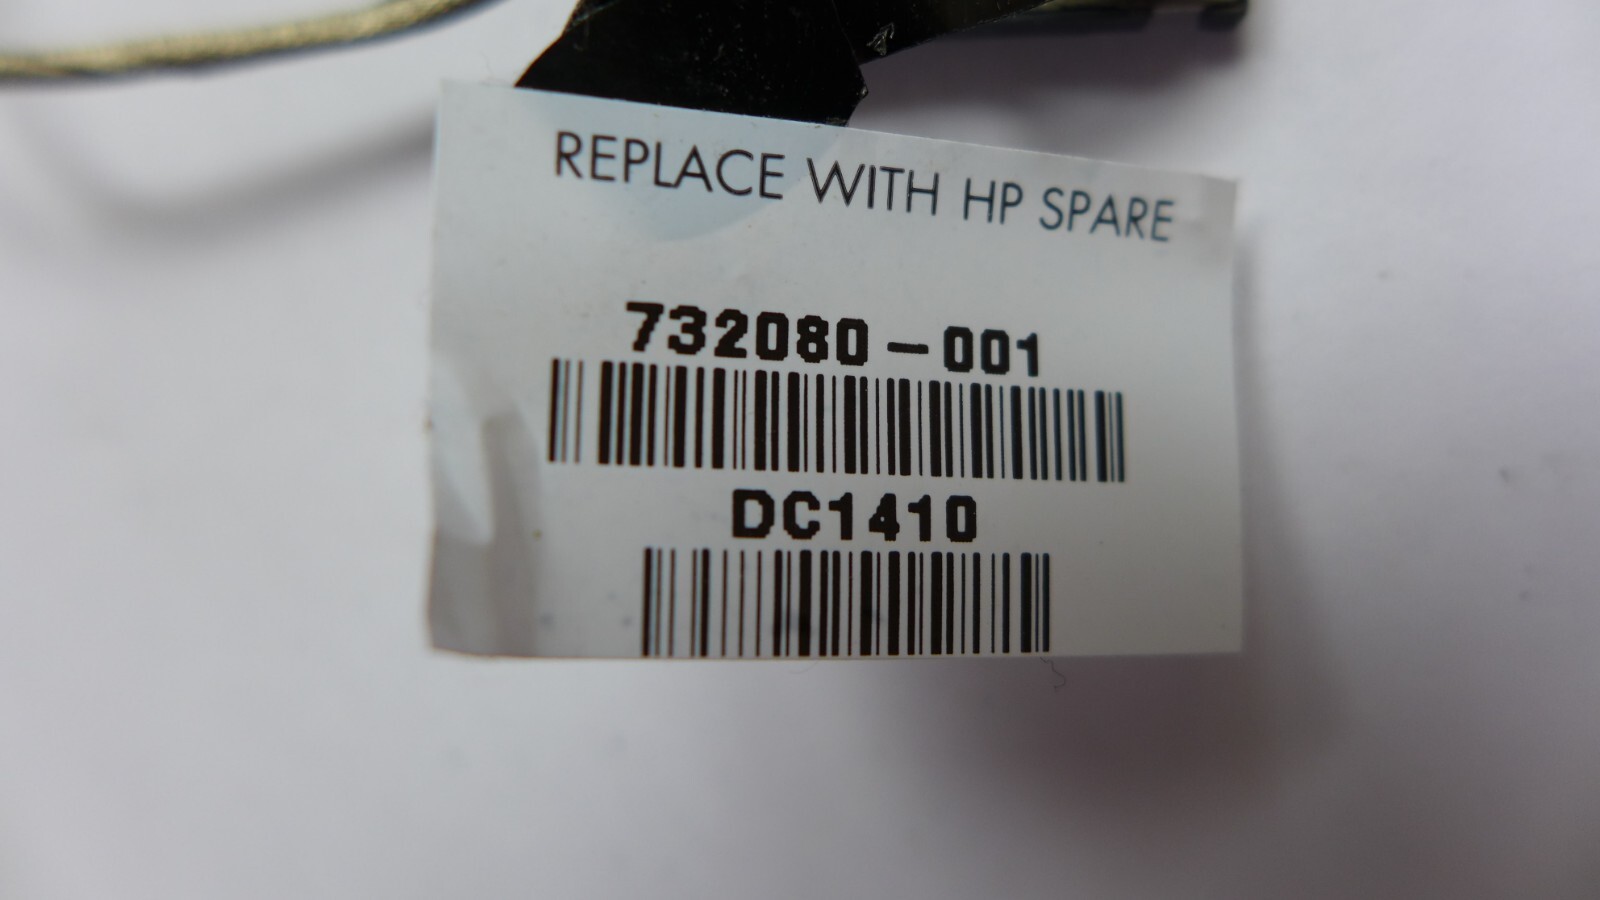 REPLACE WITH HP SPARE
732080-001
DC1410